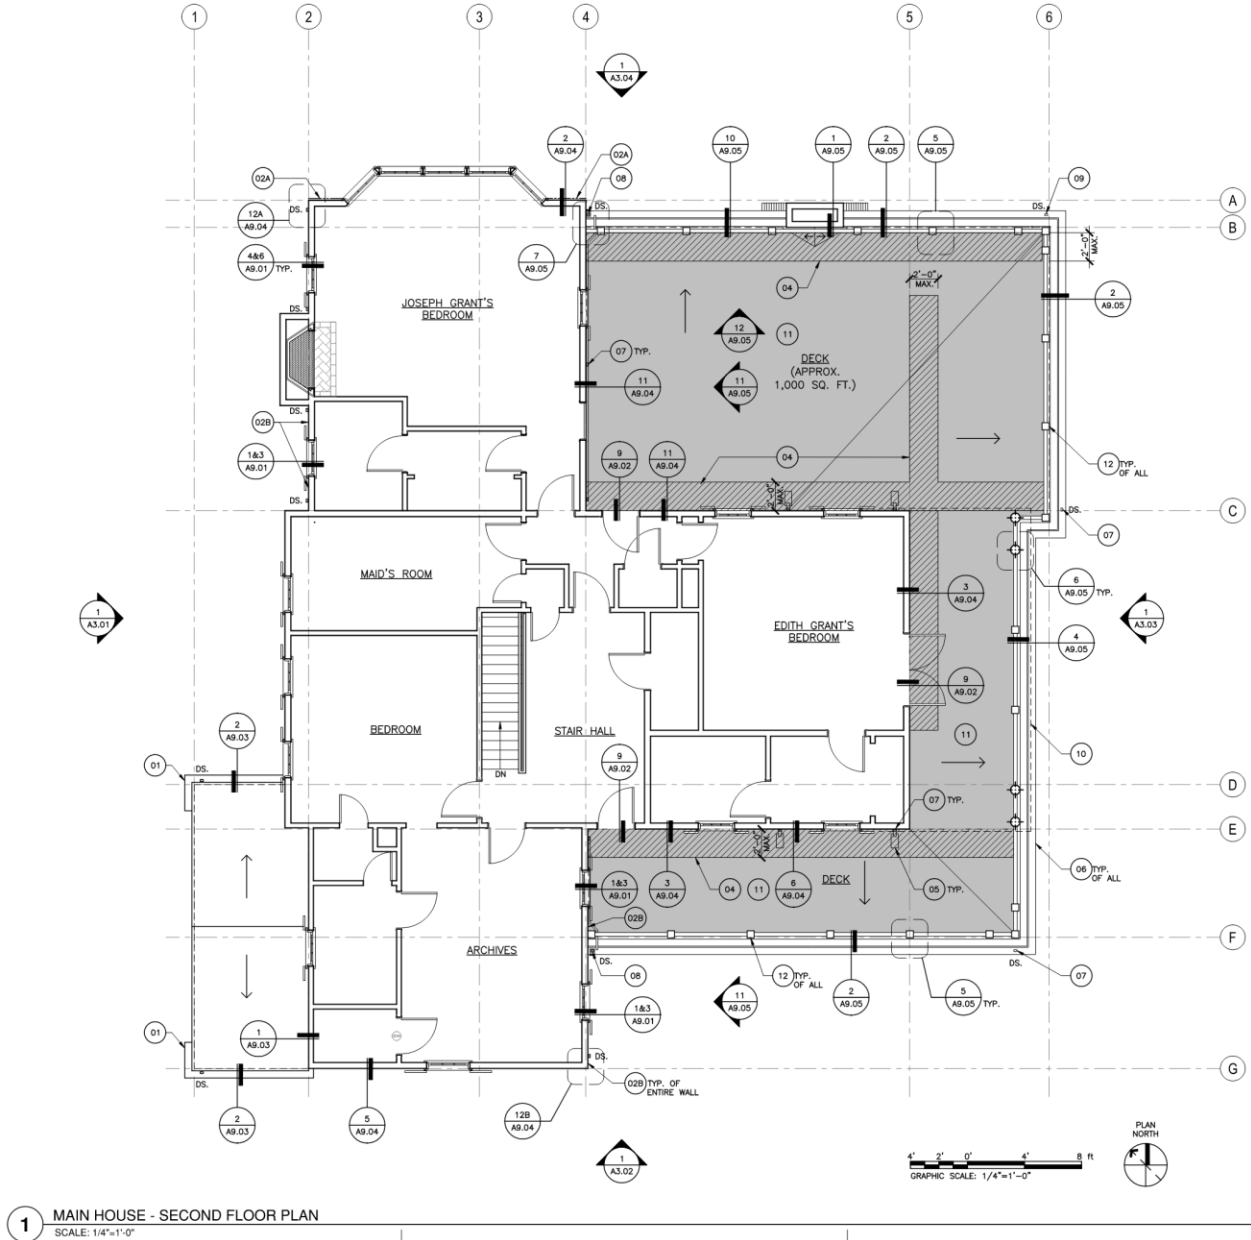 1
2
3
4
5
6
1
A3.04
2
A9.04
02A
08
10
A9.05
1
A9.05
2
A9.05
5
A9.05
09
02A
DS.
DS.
DS.
A
12A
A9.04
B
4&6
A9.01
TYP.
7
A9.05
2'-0"
MAX.
2'-0"
MAX.
04
2
A9.05
DS.
JOSEPH GRANT'S
BEDROOM
12
A9.05
11
07 TYP.
DECK
(APPROX.
1,000 SQ. FT.)
11
A9.04
11
A9.05
DS.
02B
1&3
A9.01
9
A9.02
11
A9.04
04
12 TYP.
OF ALL
DS.
2'-0"
MAX.
DS.
C
07
MAID'S ROOM
3
A9.04
6
A9.05
TYP.
1
A3.01
EDITH GRANT'S
BEDROOM
1
A3.03
4
A9.05
9
A9.02
BEDROOM
STAIR HALL
2
A9.03
11
10
9
A9.02
01
DS.
DN
D
07 TYP.
E
2'-0"
MAX.
1&3
A9.01
3
A9.04
04
11
6
A9.04
DECK
05 TYP.
06 TYP.
OF ALL
02B
F
ARCHIVES
DS.
08
12 TYP.
OF ALL
2
A9.05
5
A9.05
TYP.
DS.
07
11
A9.05
1&3
A9.01
01
1
A9.03
DS.
G
DS.
02B TYP. OF
ENTIRE WALL
2
A9.03
5
A9.04
12B
A9.04
1
A3.02
PLAN
NORTH
4' 2' 0' 4' 8 ft
GRAPHIC SCALE: 1/4"=1'-0"
1 MAIN HOUSE - SECOND FLOOR PLAN
SCALE: 1/4"=1'-0"